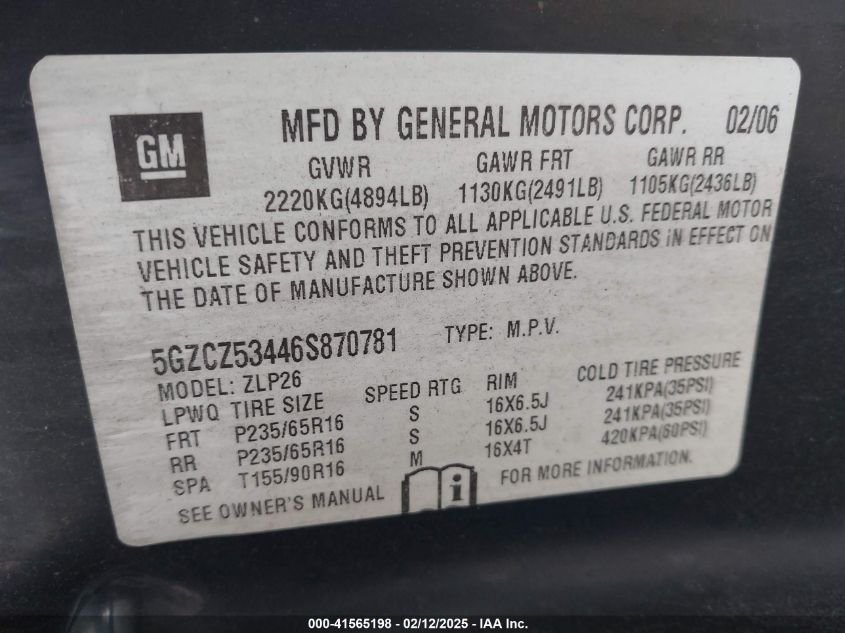 GM
MFD BY GENERAL MOTORS CORP. 02/06
GVWR GAWR FRT GAWR RR
2220KG(4894LB) 1130KG(2491LB) 1105KG(2436LB)
THIS VEHICLE CONFORMS TO ALL APPLICABLE U.S. FEDERAL MOTOR
VEHICLE SAFETY AND THEFT PREVENTION STANDARDS IN EFFECT ON
THE DATE OF MANUFACTURE SHOWN ABOVE.
5GZCZ53446S870781 TYPE: M.P.V.
MODEL: ZLP26
LPWQ TIRE SIZE SPEED RTG RIM COLD TIRE PRESSURE
FRT P235/65R16 S 16X6.5J 241KPA(35PSI)
RR P235/65R16 S 16X6.5J 241KPA(35PSI)
SPA T155/90R16 M 16X4T 420KPA(60PSI)
SEE OWNER'S MANUAL i FOR MORE INFORMATION.
000-41565198 - 02/12/2025 - IAA Inc.